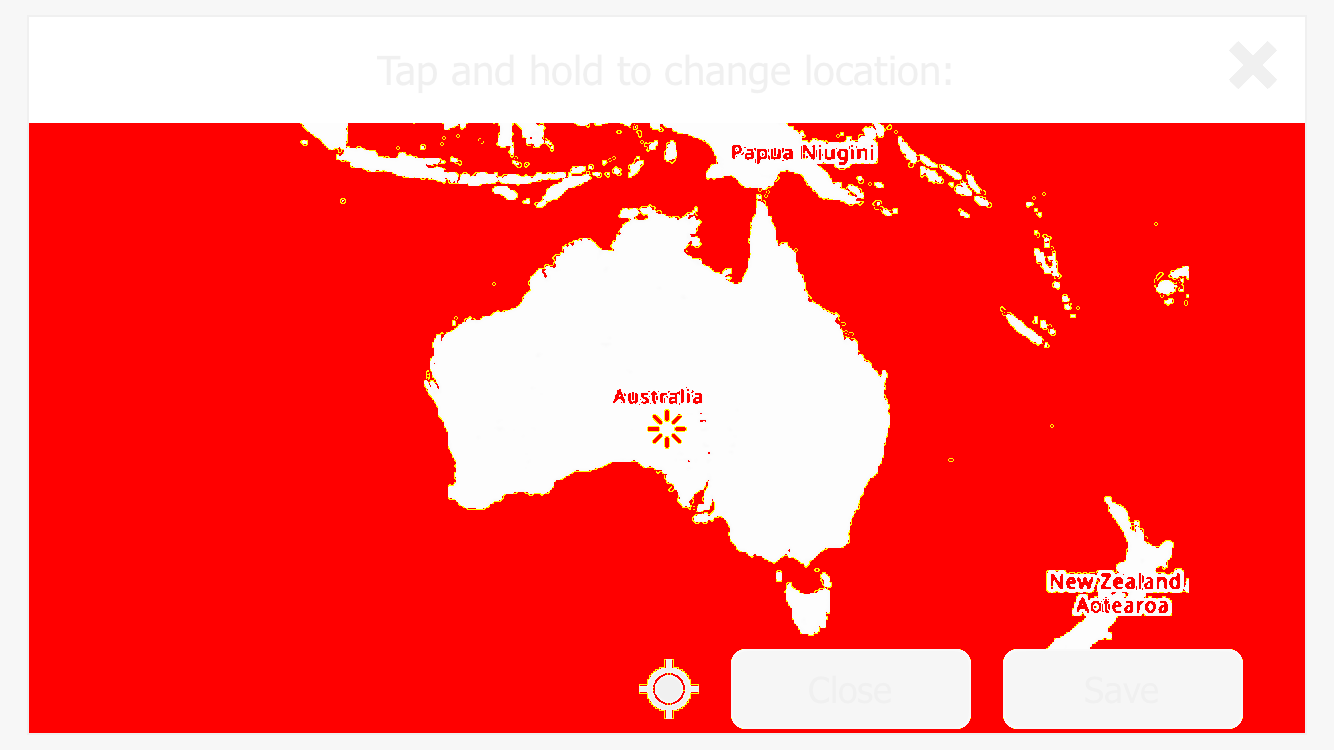 Tap and hold to change location:
Papua Niugini
Australia
New Zealand
Aotearoa
Close
Save